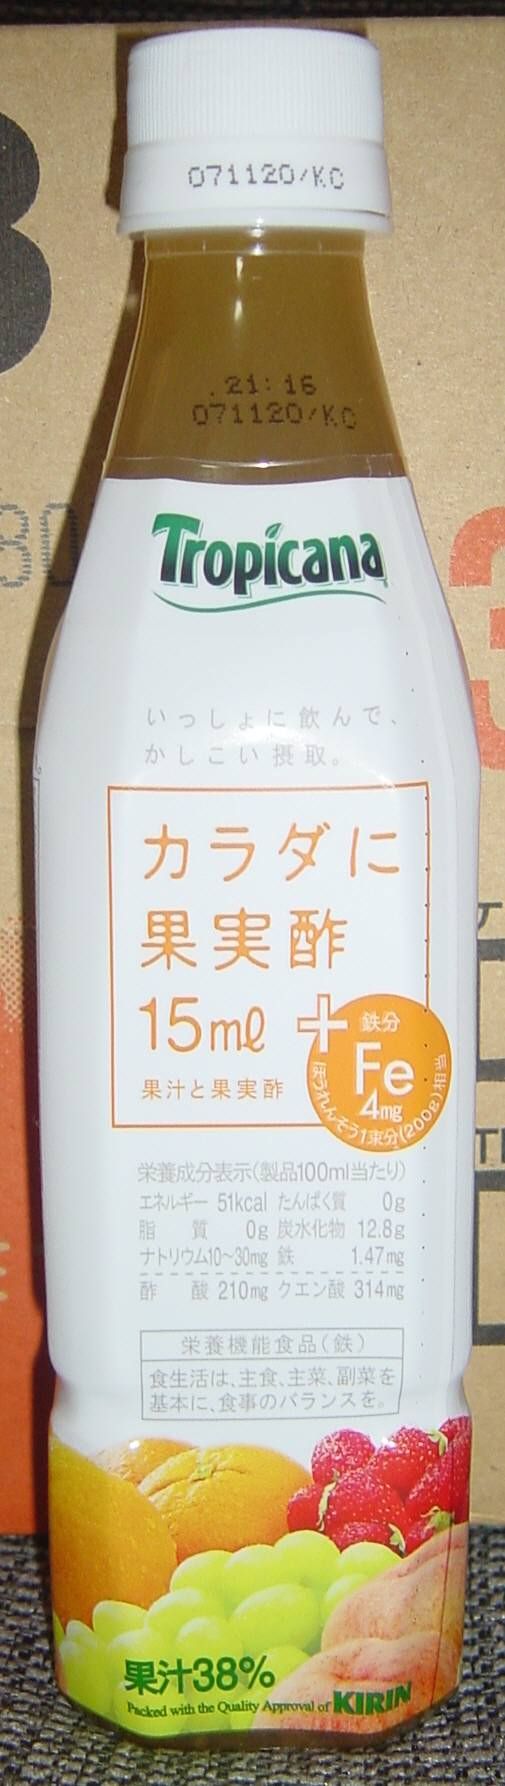 071120/KC
21:16
071120/KC
Tropicana
いっしょに飲んで、
かしこい摂取。
カラダに
果実酢
15ml
果汁と果実酢
+
鉄分
Fe
4mg
ほうれんそう1束分(200g)相当
栄養成分表示(製品100ml当たり)
エネルギー 51kcal たんぱく質 0g
脂質 0g 炭水化物 12.8g
ナトリウム10～30mg 鉄 1.47mg
酢酸 210mg クエン酸 314mg
栄養機能食品(鉄)
食生活は、主食、主菜、副菜を
基本に、食事のバランスを。
果汁38%
Packed with the Quality Approval of KIRIN